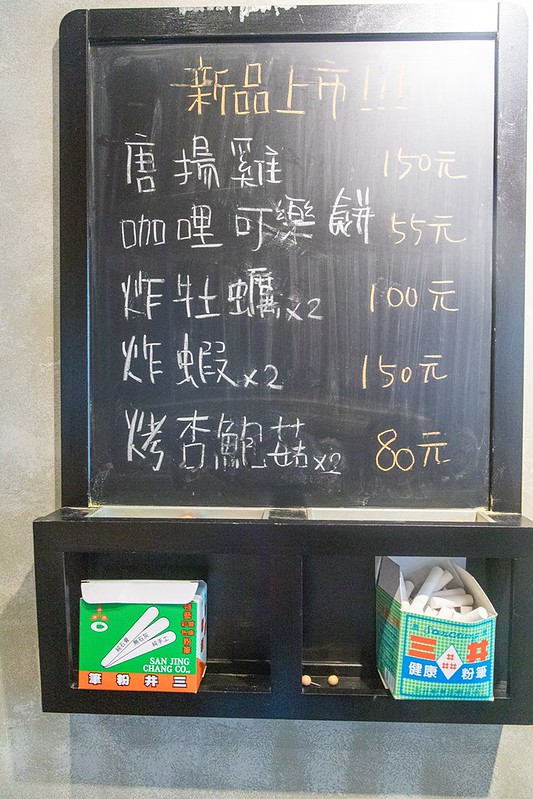 新品上市!!!
唐揚雞 150元
咖哩可樂餅 55元
炸牡蠣x2 100元
炸蝦x2 150元
烤杏鮑菇x2 80元
SAN JING
CHANG CO.
筆粉井三
三井
健康 粉筆